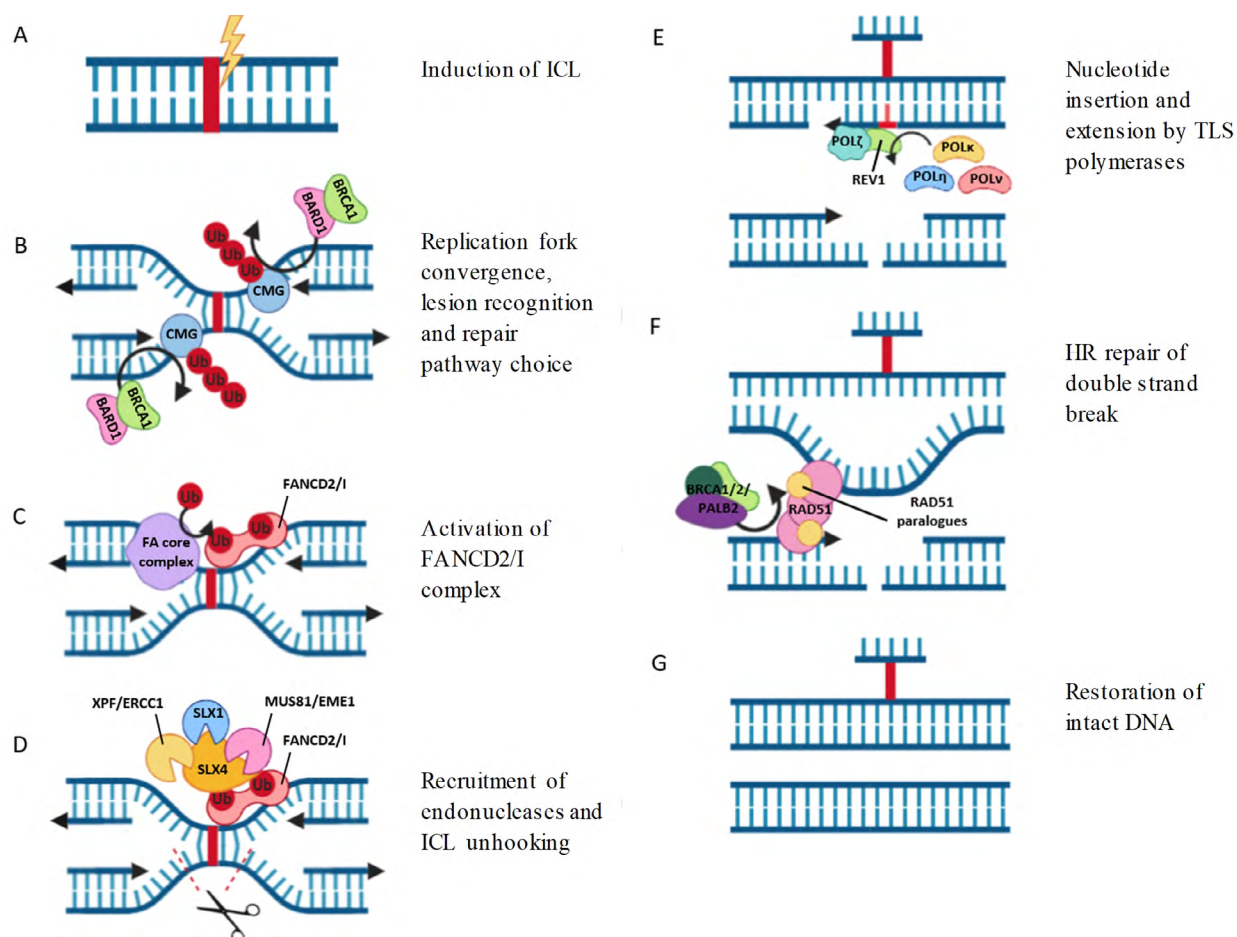 A
Induction of ICL
B
BARD1
BRCA1
Ub
Ub
Ub
CMG
CMG
Ub
Ub
Ub
BARD1
BRCA1
Replication fork
convergence,
lesion recognition
and repair
pathway choice
C
FANCD2/I
Ub
Ub
Ub
FA core
complex
Activation of
FANCD2/I
complex
D
XPF/ERCC1
SLX1
MUS81/EME1
FANCD2/I
SLX4
Ub
Ub
Recruitment of
endonucleases and
ICL unhooking
E
POLζ
REV1
POLκ
POLη
POLν
Nucleotide
insertion and
extension by TLS
polymerases
F
BRCA1/2/
PALB2
RAD51
RAD51
paralogues
HR repair of
double strand
break
G
Restoration of
intact DNA